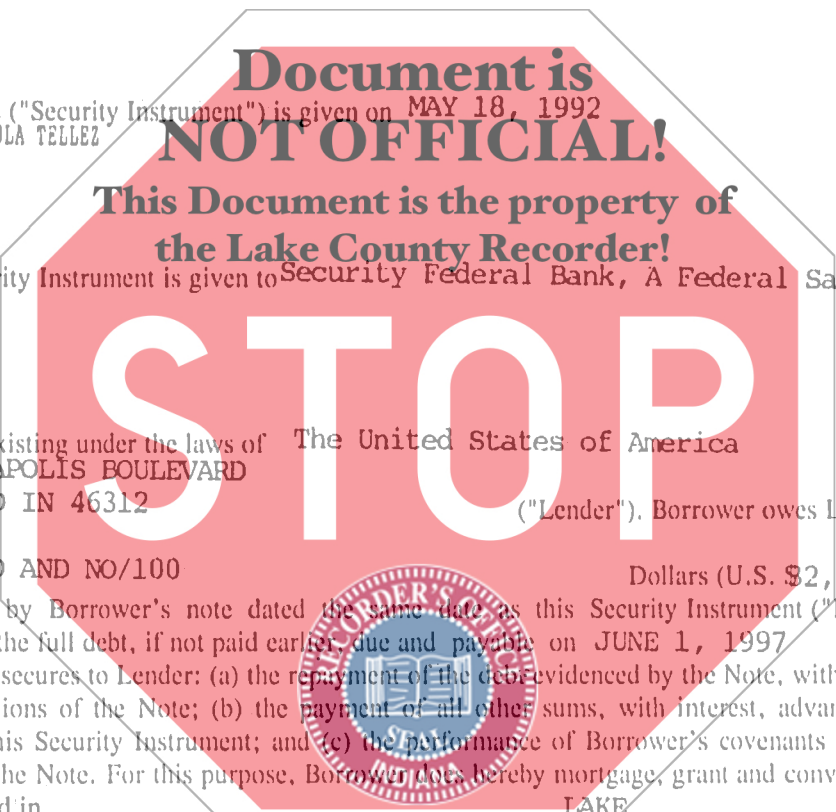 Document is
("Security Instrument") is given on MAY 18, 1992
ULA TELLEZ
NOT OFFICIAL!
This Document is the property of
the Lake County Recorder!
ity Instrument is given to Security Federal Bank, A Federal Sa
STOP
xisting under the laws of The United States of America
APOLIS BOULEVARD
IN 46312
("Lender"). Borrower owes L
AND NO/100
Dollars (U.S. $2,
by Borrower's note dated the same date as this Security Instrument ("
the full debt, if not paid earlier, due and payable on JUNE 1, 1997
secures to Lender: (a) the repayment of the debt evidenced by the Note, with
ions of the Note; (b) the payment of all other sums, with interest, advan
his Security Instrument; and (c) the performance of Borrower's covenants
he Note. For this purpose, Borrower does hereby mortgage, grant and conv
d in LAKE
RECORDER'S OFFICE
SEAL
INDIANA